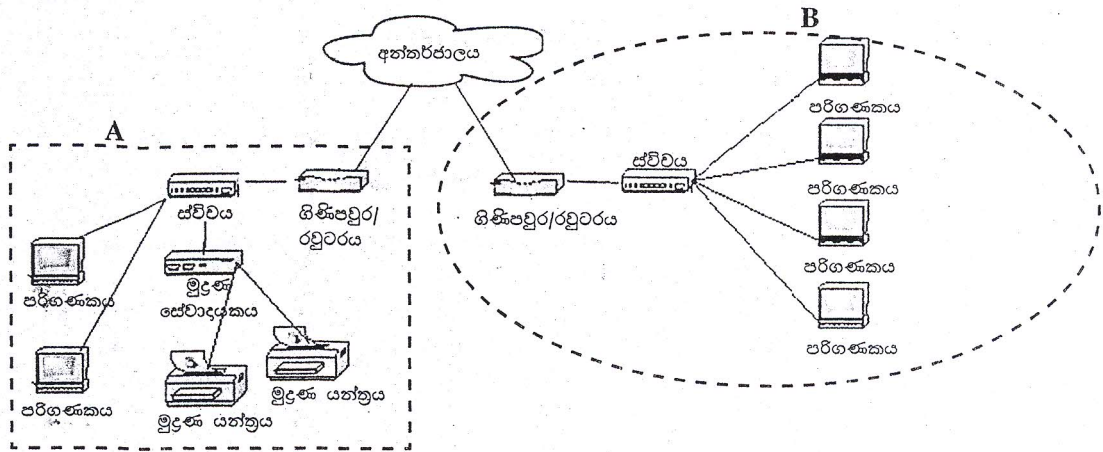 B
අන්තර්ජාලය
පරිගණකය
A
ස්විචය
පරිගණකය
ස්විචය
ගිණිපවුර/
රවුටරය
ගිණිපවුර/රවුටරය
මුද්‍රණ
සේවාදායකය
පරිගණකය
පරිගණකය
පරිගණකය
මුද්‍රණ යන්ත්‍රය
පරිගණකය
මුද්‍රණ යන්ත්‍රය